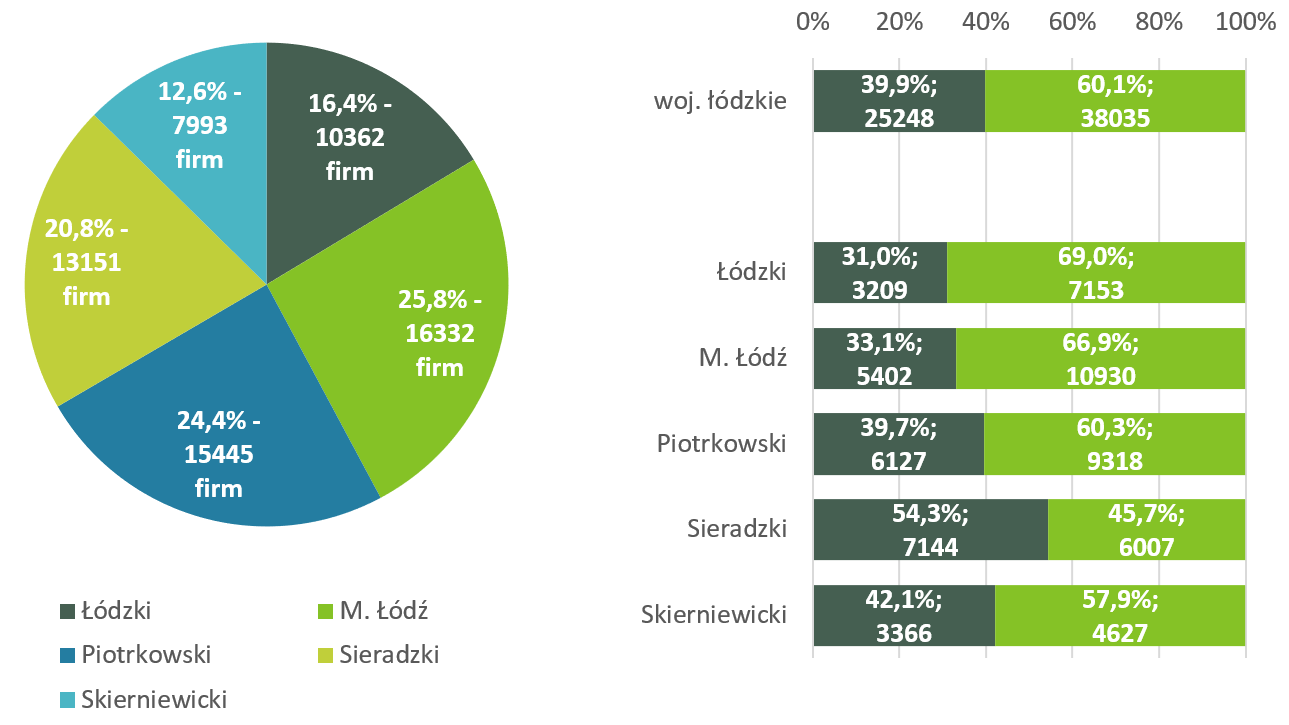 12,6% -
7993
firm
16,4% -
10362
firm
20,8% -
13151
firm
25,8% -
16332
firm
24,4% -
15445
firm
Łódzki
M. Łódź
Piotrkowski
Sieradzki
Skierniewicki
0% 20% 40% 60% 80% 100%
woj. łódzkie
39,9%; 60,1%;
25248 38035
Łódzki
31,0%; 69,0%;
3209 7153
M. Łódź
33,1%; 66,9%;
5402 10930
Piotrkowski
39,7%; 60,3%;
6127 9318
Sieradzki
54,3%; 45,7%;
7144 6007
Skierniewicki
42,1%; 57,9%;
3366 4627